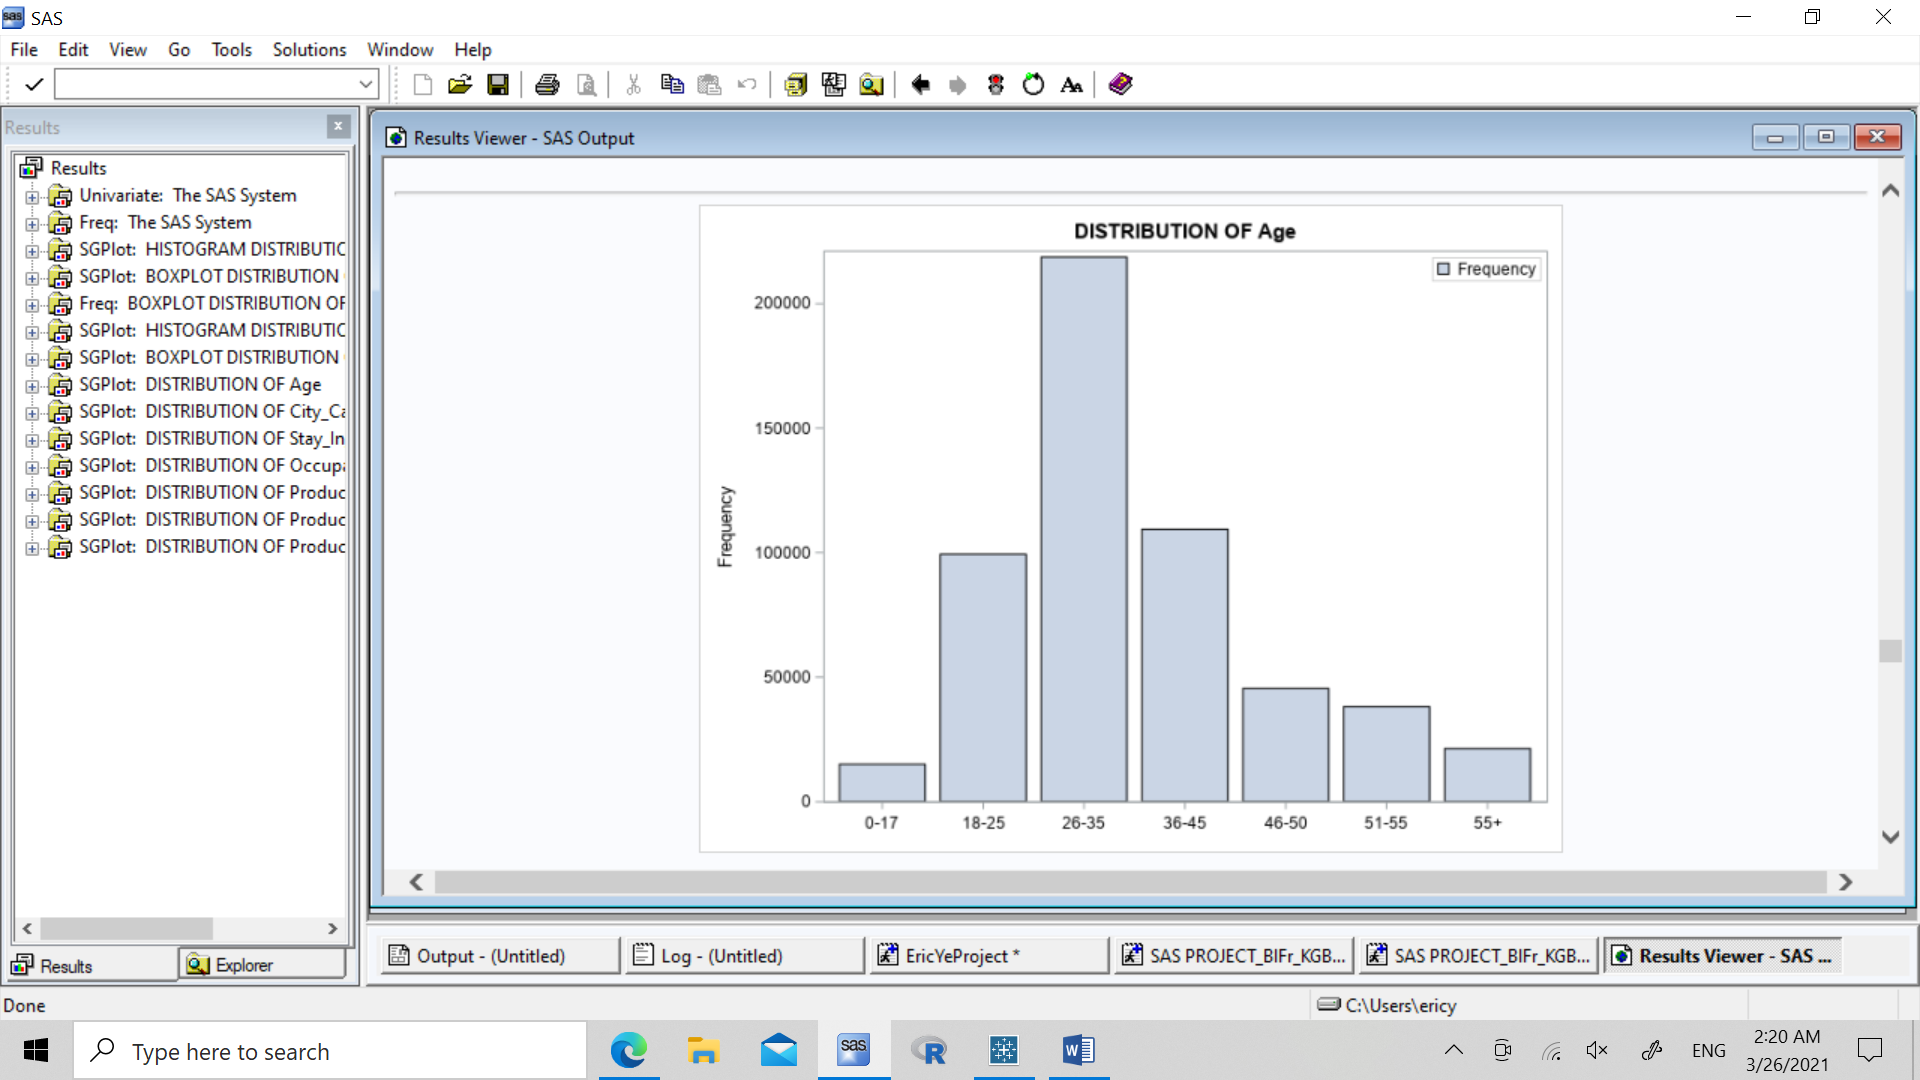 SAS
File Edit View Go Tools Solutions Window Help
Results
Results Viewer - SAS Output
Results
Univariate: The SAS System
Freq: The SAS System
SGPlot: HISTOGRAM DISTRIBUTIC
SGPlot: BOXPLOT DISTRIBUTION
Freq: BOXPLOT DISTRIBUTION OF
SGPlot: HISTOGRAM DISTRIBUTIC
SGPlot: BOXPLOT DISTRIBUTION
SGPlot: DISTRIBUTION OF Age
SGPlot: DISTRIBUTION OF City_Ca
SGPlot: DISTRIBUTION OF Stay_In
SGPlot: DISTRIBUTION OF Occupa
SGPlot: DISTRIBUTION OF Produc
SGPlot: DISTRIBUTION OF Produc
SGPlot: DISTRIBUTION OF Produc
DISTRIBUTION OF Age
Frequency
200000
150000
100000
50000
0
Frequency
0-17 18-25 26-35 36-45 46-50 51-55 55+
Results Explorer
Output - (Untitled) Log - (Untitled) EricYeProject * SAS PROJECT_BIFr_KGB... SAS PROJECT_BIFr_KGB... Results Viewer - SAS ...
Done C:\Users\ericy
Type here to search
sas
R
W
ENG
2:20 AM
3/26/2021